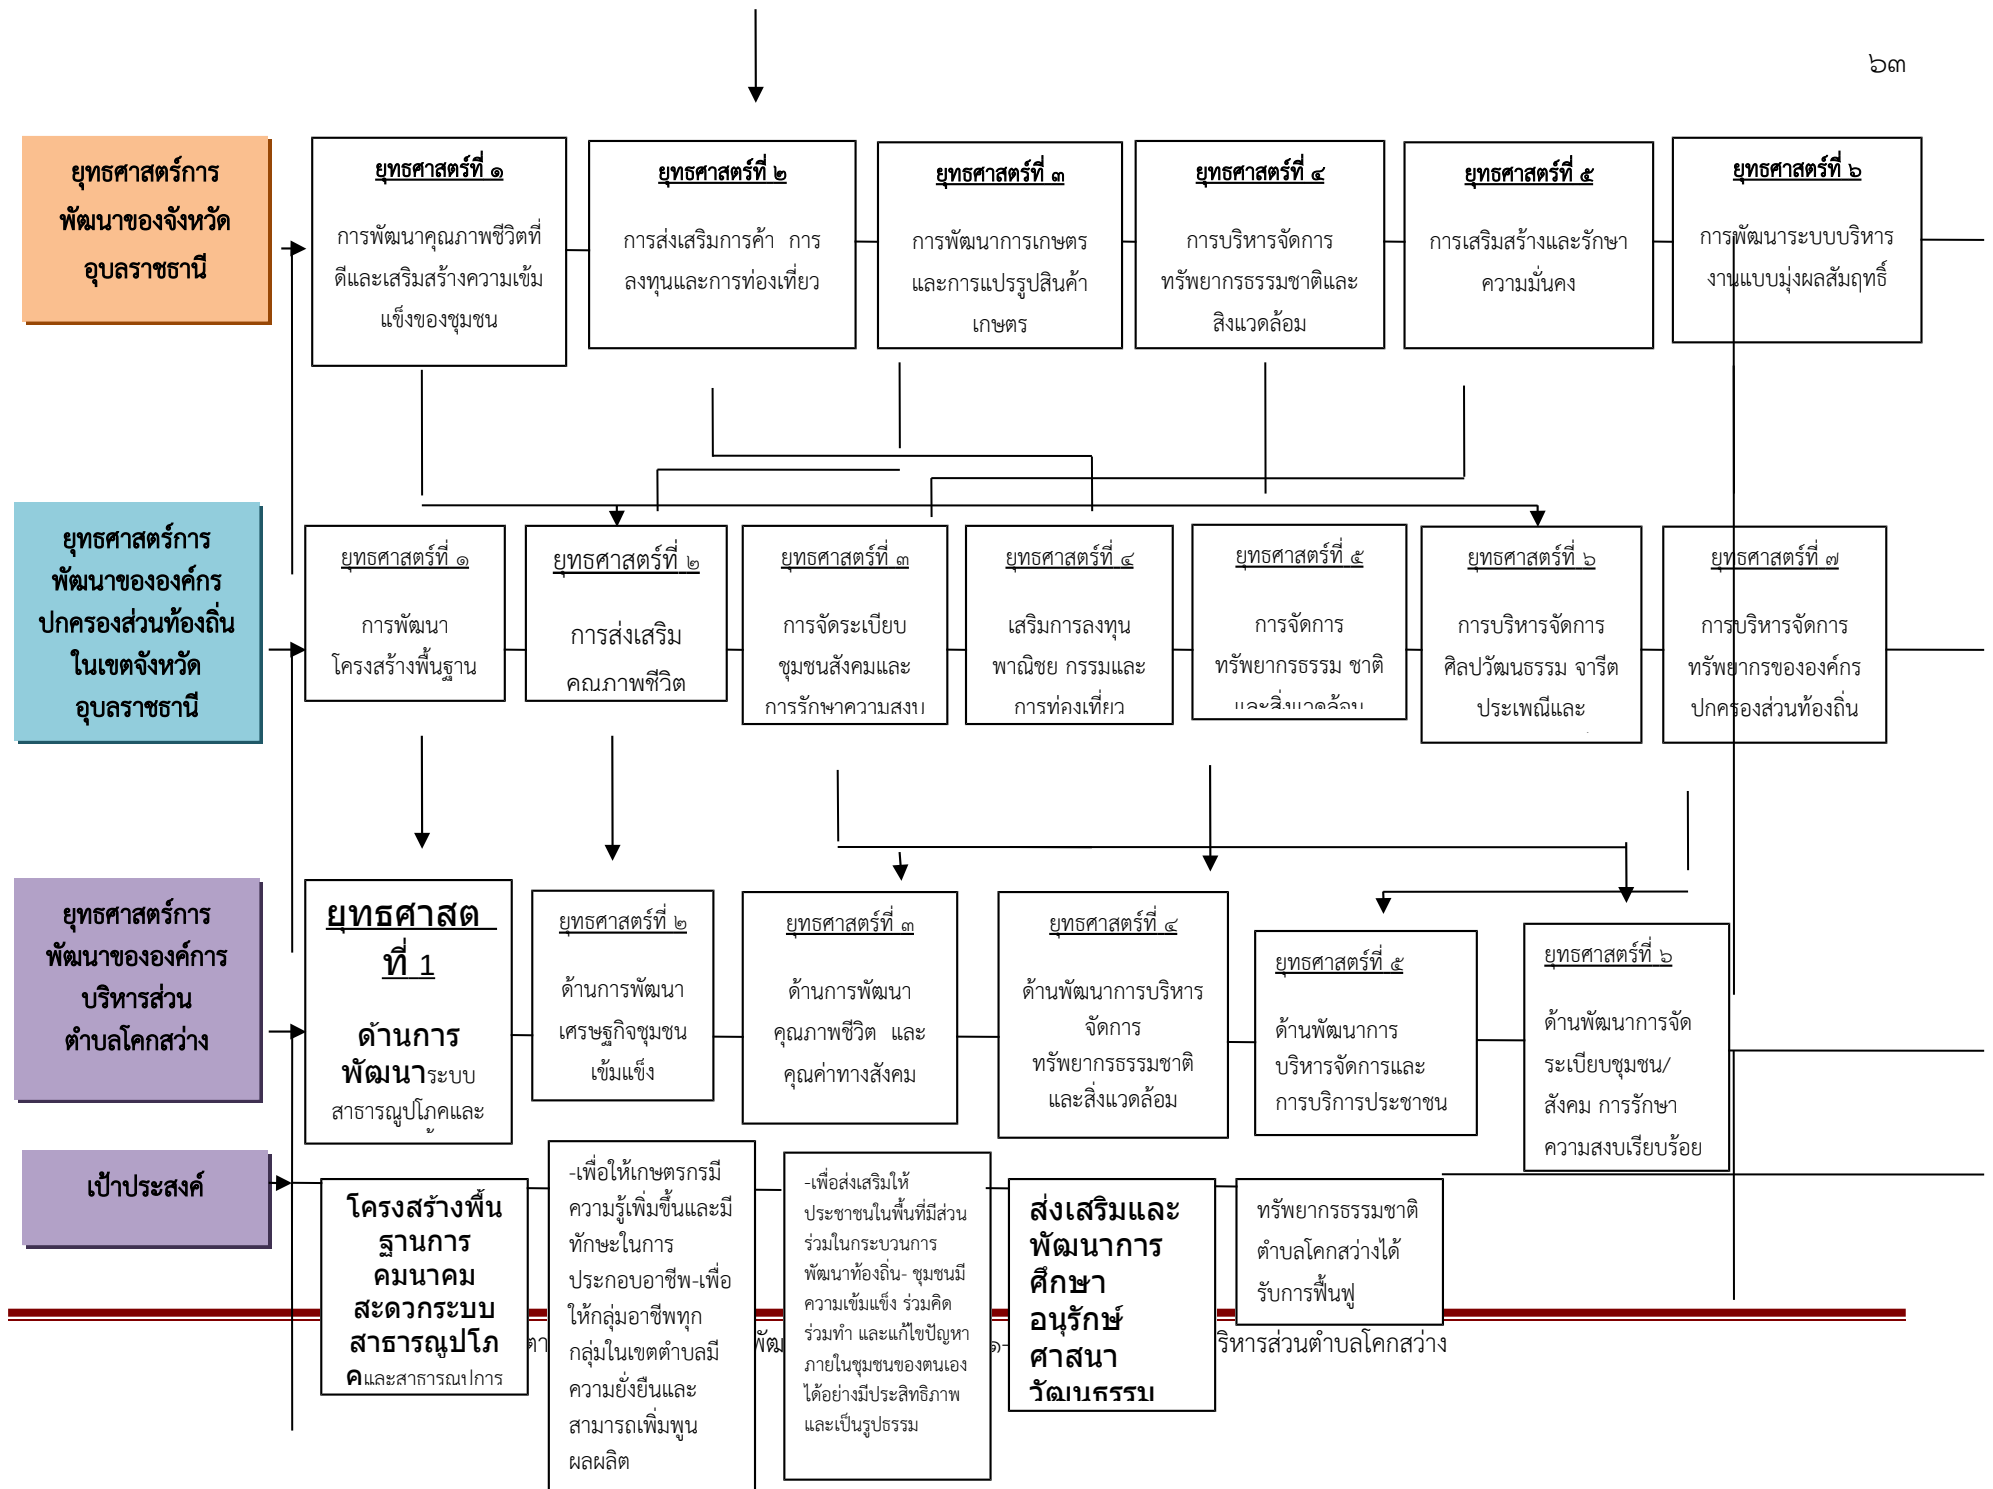 ๖๓
ยุทธศาสตร์การ
พัฒนาของจังหวัด
อุบลราชธานี
ยุทธศาสตร์ที่ ๑
การพัฒนาคุณภาพชีวิตที่
ดีและเสริมสร้างความเข้ม
แข็งของชุมชน
ยุทธศาสตร์ที่ ๒
การส่งเสริมการค้า การ
ลงทุนและการท่องเที่ยว
ยุทธศาสตร์ที่ ๓
การพัฒนาการเกษตร
และการแปรรูปสินค้า
เกษตร
ยุทธศาสตร์ที่ ๔
การบริหารจัดการ
ทรัพยากรธรรมชาติและ
สิ่งแวดล้อม
ยุทธศาสตร์ที่ ๕
การเสริมสร้างและรักษา
ความมั่นคง
ยุทธศาสตร์ที่ ๖
การพัฒนาระบบบริหาร
งานแบบมุ่งผลสัมฤทธิ์
ยุทธศาสตร์การ
พัฒนาขององค์กร
ปกครองส่วนท้องถิ่น
ในเขตจังหวัด
อุบลราชธานี
ยุทธศาสตร์ที่ ๑
การพัฒนา
โครงสร้างพื้นฐาน
ยุทธศาสตร์ที่ ๒
การส่งเสริม
คุณภาพชีวิต
ยุทธศาสตร์ที่ ๓
การจัดระเบียบ
ชุมชนสังคมและ
การรักษาความสงบ
ยุทธศาสตร์ที่ ๔
เสริมการลงทุน
พาณิชย กรรมและ
การท่องเที่ยว
ยุทธศาสตร์ที่ ๕
การจัดการ
ทรัพยากรธรรม ชาติ
และสิ่งแวดล้อม
ยุทธศาสตร์ที่ ๖
การบริหารจัดการ
ศิลปวัฒนธรรม จารีต
ประเพณีและ
ยุทธศาสตร์ที่ ๗
การบริหารจัดการ
ทรัพยากรขององค์กร
ปกครองส่วนท้องถิ่น
ยุทธศาสตร์การ
พัฒนาขององค์การ
บริหารส่วน
ตำบลโคกสว่าง
ยุทธศาสต
ที่ 1
ด้านการ
พัฒนาระบบ
สาธารณูปโภคและ
ยุทธศาสตร์ที่ ๒
ด้านการพัฒนา
เศรษฐกิจชุมชน
เข้มแข็ง
ยุทธศาสตร์ที่ ๓
ด้านการพัฒนา
คุณภาพชีวิต และ
คุณค่าทางสังคม
ยุทธศาสตร์ที่ ๔
ด้านพัฒนาการบริหาร
จัดการ
ทรัพยากรธรรมชาติ
และสิ่งแวดล้อม
ยุทธศาสตร์ที่ ๕
ด้านพัฒนาการ
บริหารจัดการและ
การบริการประชาชน
ยุทธศาสตร์ที่ ๖
ด้านพัฒนาการจัด
ระเบียบชุมชน/
สังคม การรักษา
ความสงบเรียบร้อย
เป้าประสงค์
โครงสร้างพื้น
ฐานการ
คมนาคม
สะดวกระบบ
สาธารณูปโภ
คและสาธารณปการ
-เพื่อให้เกษตรกรมี
ความรู้เพิ่มขึ้นและมี
ทักษะในการ
ประกอบอาชีพ-เพื่อ
ให้กลุ่มอาชีพทุก
กลุ่มในเขตตำบลมี
ความยั่งยืนและ
สามารถเพิ่มพูน
ผลผลิต
-เพื่อส่งเสริมให้
ประชาชนในพื้นที่มีส่วน
ร่วมในกระบวนการ
พัฒนาท้องถิ่น- ชุมชนมี
ความเข้มแข็ง ร่วมคิด
ร่วมทำ และแก้ไขปัญหา
ภายในชุมชนของตนเอง
ได้อย่างมีประสิทธิภาพ
และเป็นรูปธรรม
ส่งเสริมและ
พัฒนาการ
ศึกษา
อนุรักษ์
ศาสนา
วัฒนธรรม
ทรัพยากรธรรมชาติ
ตำบลโคกสว่างได้
รับการฟื้นฟู
ริหารส่วนตำบลโคกสว่าง